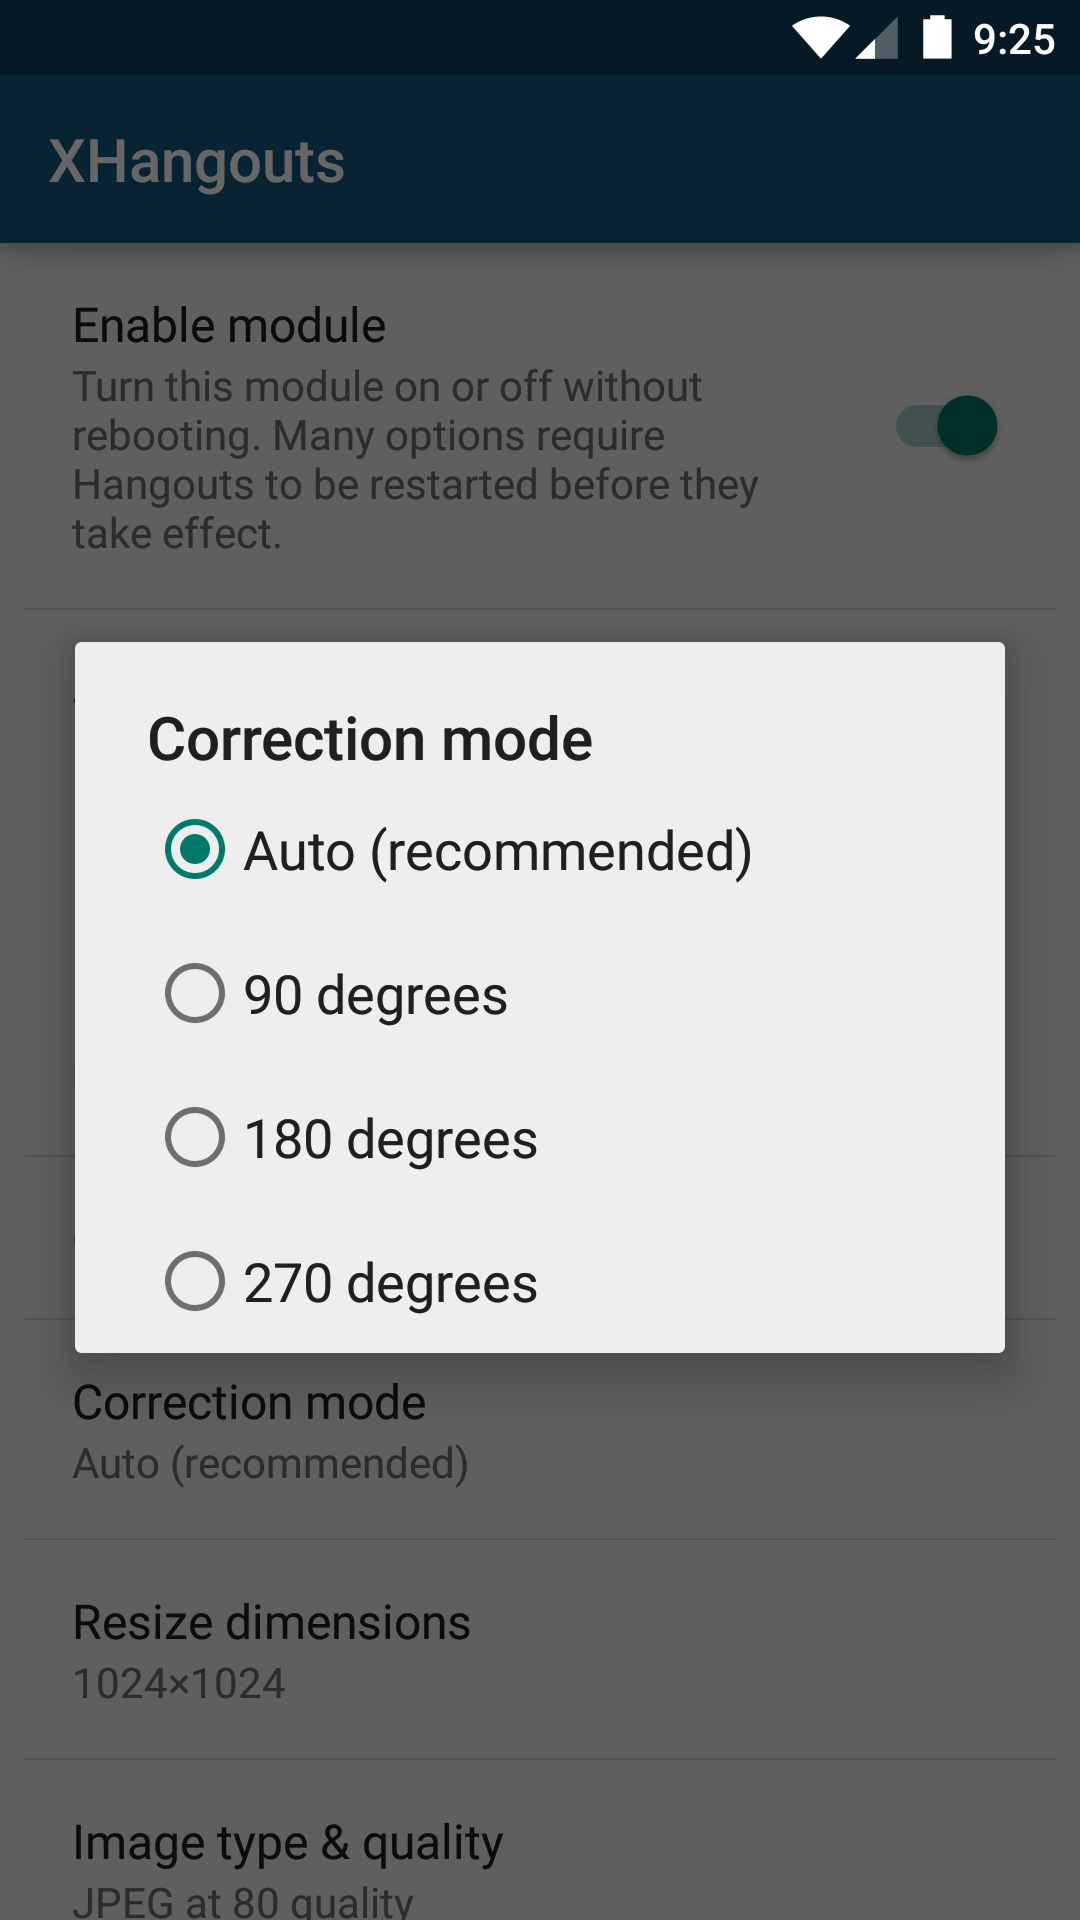 9:25
XHangouts
Enable module
Turn this module on or off without
rebooting. Many options require
Hangouts to be restarted before they
take effect.
Correction mode
Auto (recommended)
90 degrees
180 degrees
270 degrees
Correction mode
Auto (recommended)
Resize dimensions
1024×1024
Image type & quality
JPEG at 80 quality